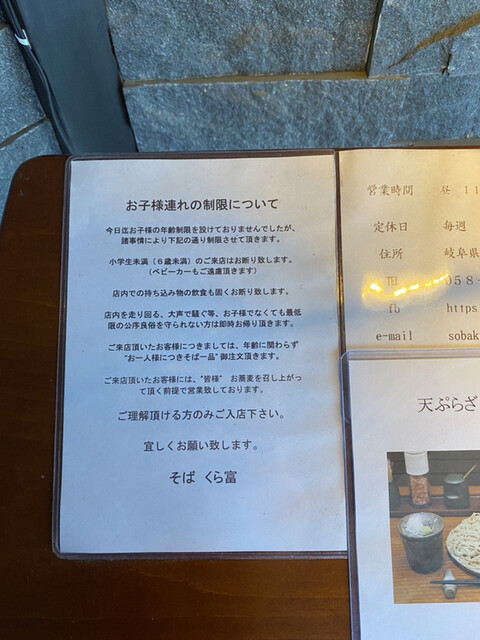 お子様連れの制限について
今日迄お子様の年齢制限を設けておりませんでしたが、
諸事情により下記の通り制限させて頂きます。
小学生未満（６歳未満）のご来店はお断り致します。
（ベビーカーもご遠慮頂きます）
店内での持ち込み物の飲食も固くお断り致します。
店内を走り回る、大声で騒ぐ等、お子様でなくても最低
限の公序良俗を守られない方は即時お帰り頂きます。
ご来店頂いたお客様につきましては、年齢に関わらず
"お一人様につきそば一品" 御注文頂きます。
ご来店頂いたお客様には、"皆様" お蕎麦を召し上がっ
て頂く前提で営業致しております。
ご理解頂ける方のみご入店下さい。
宜しくお願い致します。
そば くら富
営業時間 昼 11
定休日 毎週
住所 岐阜県
TEL 058-
fb https
e-mail sobak
天ぷらざ